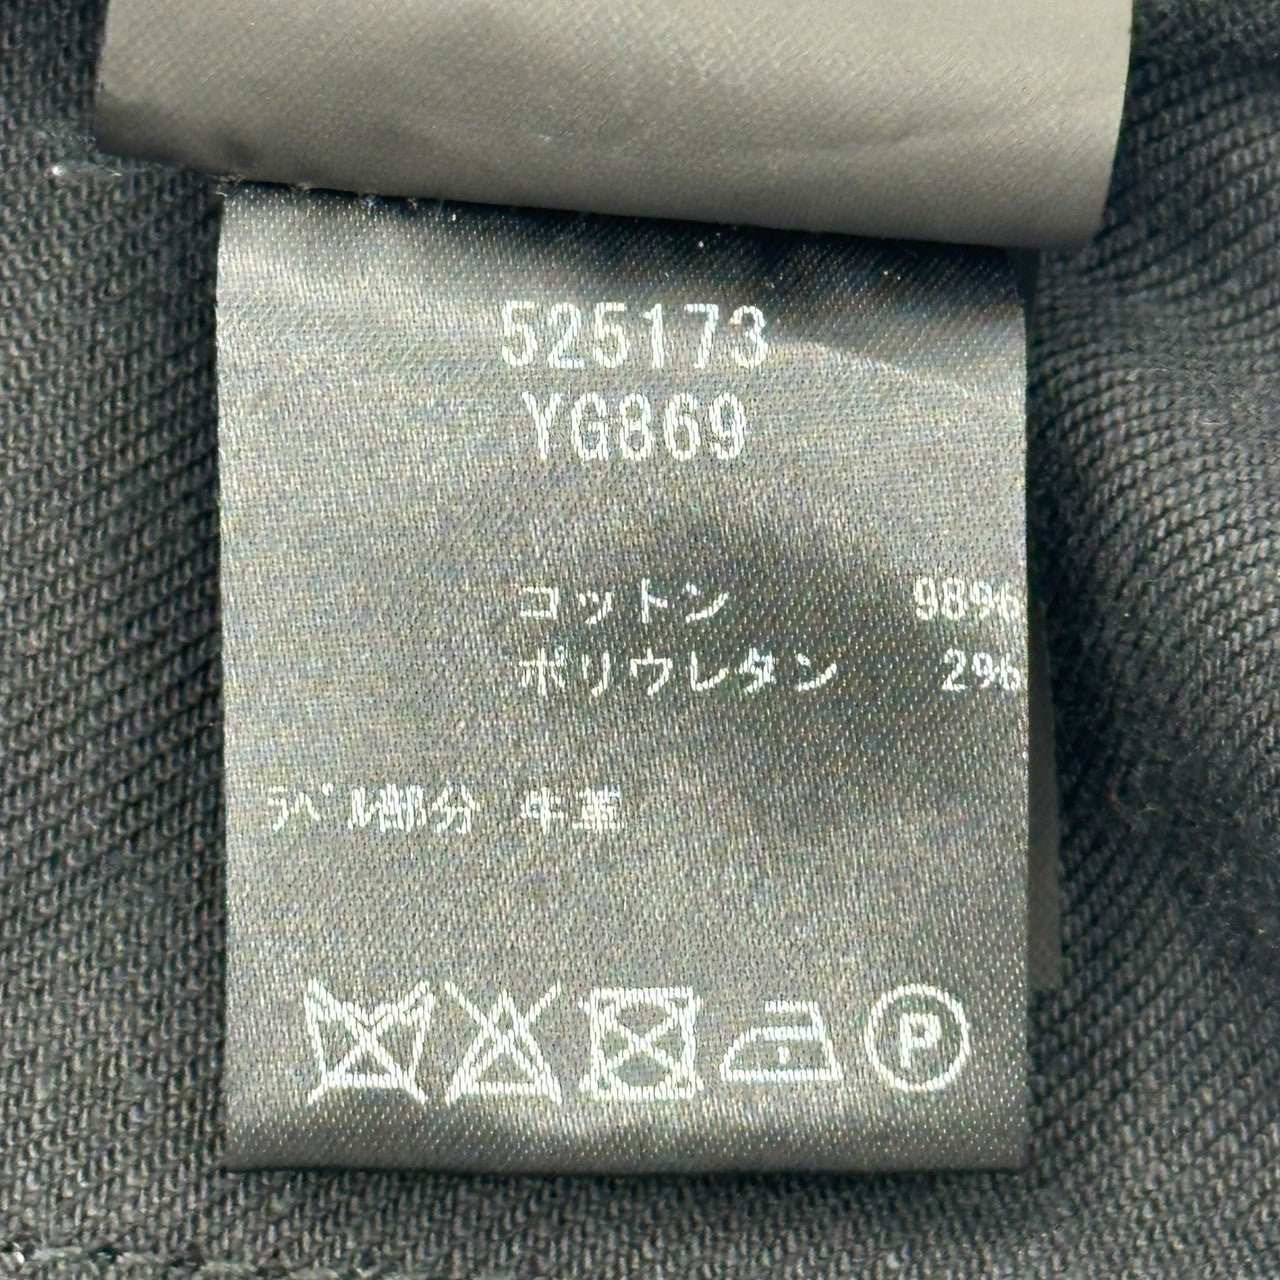 525173
YG869
コットン 98%
ポリウレタン 2%
ラベル部分 牛革
P